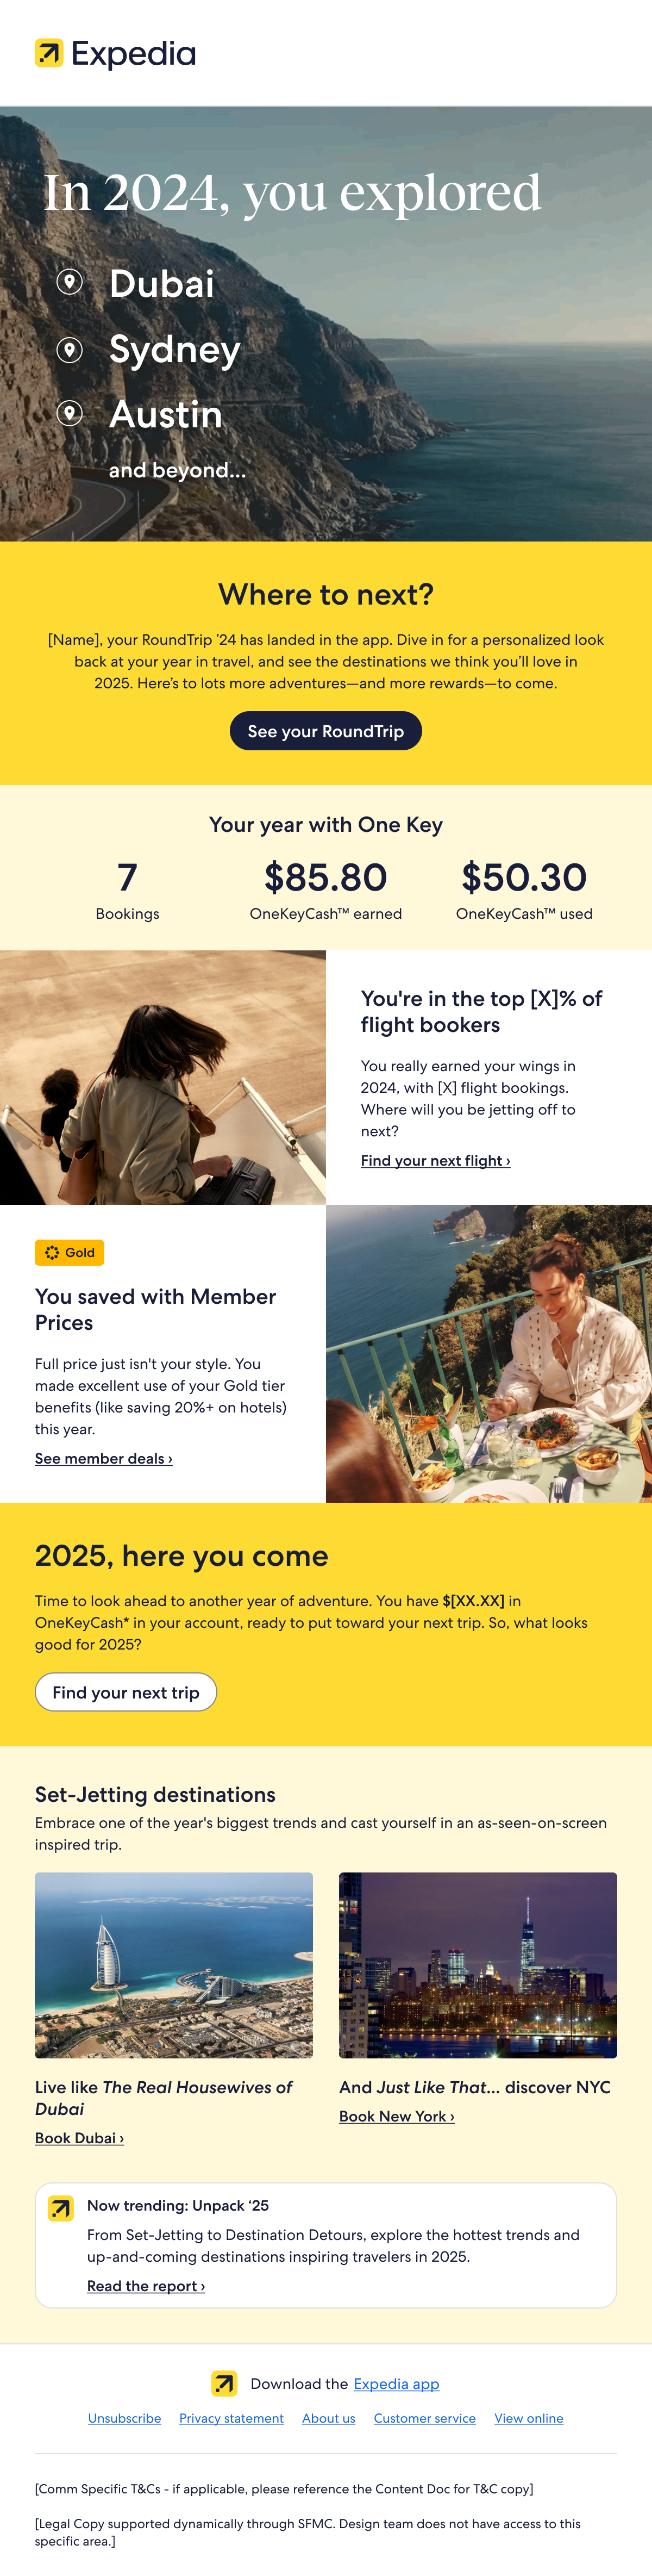 Expedia
In 2024, you explored
Dubai
Sydney
Austin
and beyond...
Where to next?
[Name], your RoundTrip ’24 has landed in the app. Dive in for a personalized look
back at your year in travel, and see the destinations we think you’ll love in
2025. Here’s to lots more adventures—and more rewards—to come.
See your RoundTrip
Your year with One Key
7
Bookings
$85.80
OneKeyCash™ earned
$50.30
OneKeyCash™ used
You're in the top [X]% of
flight bookers
You really earned your wings in
2024, with [X] flight bookings.
Where will you be jetting off to
next?
Find your next flight ›
Gold
You saved with Member
Prices
Full price just isn't your style. You
made excellent use of your Gold tier
benefits (like saving 20%+ on hotels)
this year.
See member deals ›
2025, here you come
Time to look ahead to another year of adventure. You have $[XX.XX] in
OneKeyCash* in your account, ready to put toward your next trip. So, what looks
good for 2025?
Find your next trip
Set-Jetting destinations
Embrace one of the year's biggest trends and cast yourself in an as-seen-on-screen
inspired trip.
Live like The Real Housewives of
Dubai
Book Dubai ›
And Just Like That... discover NYC
Book New York ›
Now trending: Unpack ‘25
From Set-Jetting to Destination Detours, explore the hottest trends and
up-and-coming destinations inspiring travelers in 2025.
Read the report ›
Download the Expedia app
Unsubscribe Privacy statement About us Customer service View online
[Comm Specific T&Cs - if applicable, please reference the Content Doc for T&C copy]
[Legal Copy supported dynamically through SFMC. Design team does not have access to this
specific area.]